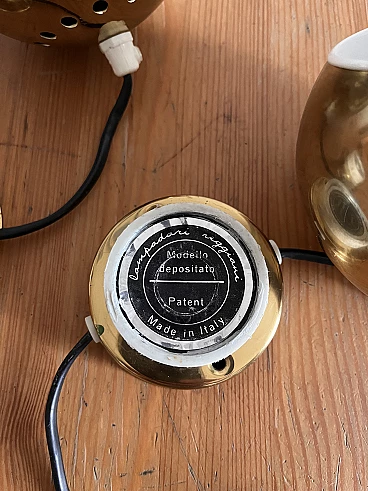 Lampadari reggiani
Modello
depositato
Patent
Made in Italy